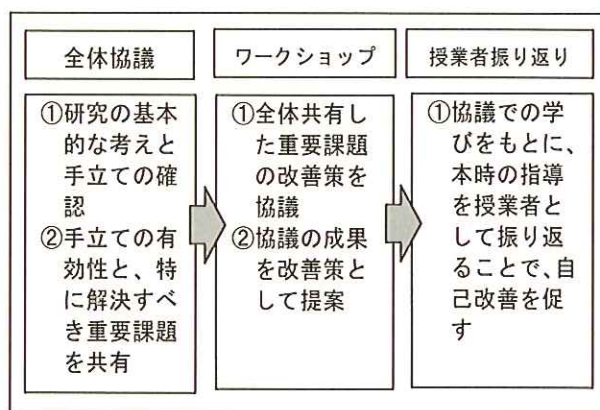 全体協議
①研究の基本
的な考えと
手立ての確
認
②手立ての有
効性と、特
に解決すべ
き重要課題
を共有
ワークショップ
①全体共有し
た重要課題
の改善策を
協議
②協議の成果
を改善策と
して提案
授業者振り返り
①協議での学
びをもとに、
本時の指導
を授業者と
して振り返
ることで、自
己改善を促
す